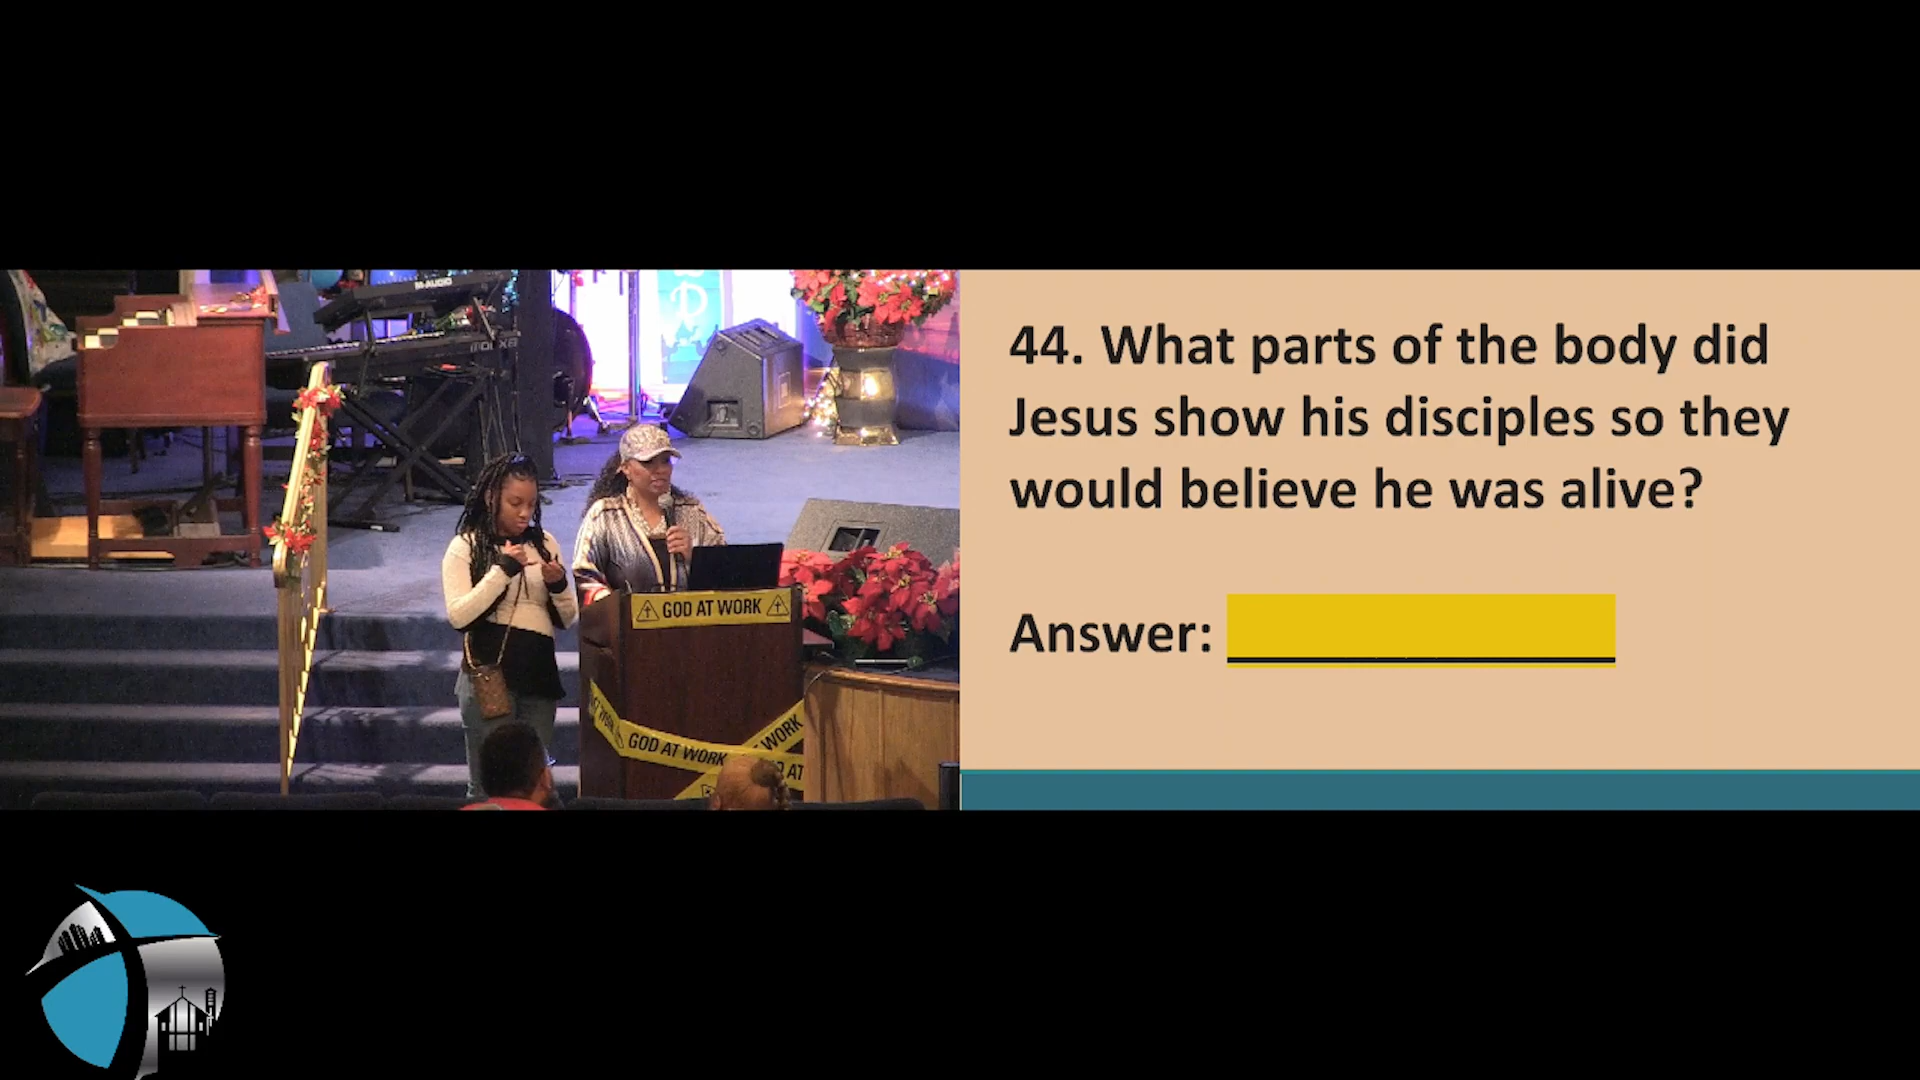 M-AUDIO
44. What parts of the body did
Jesus show his disciples so they
would believe he was alive?
Answer:
GOD AT WORK
GOD AT WORK
WORK